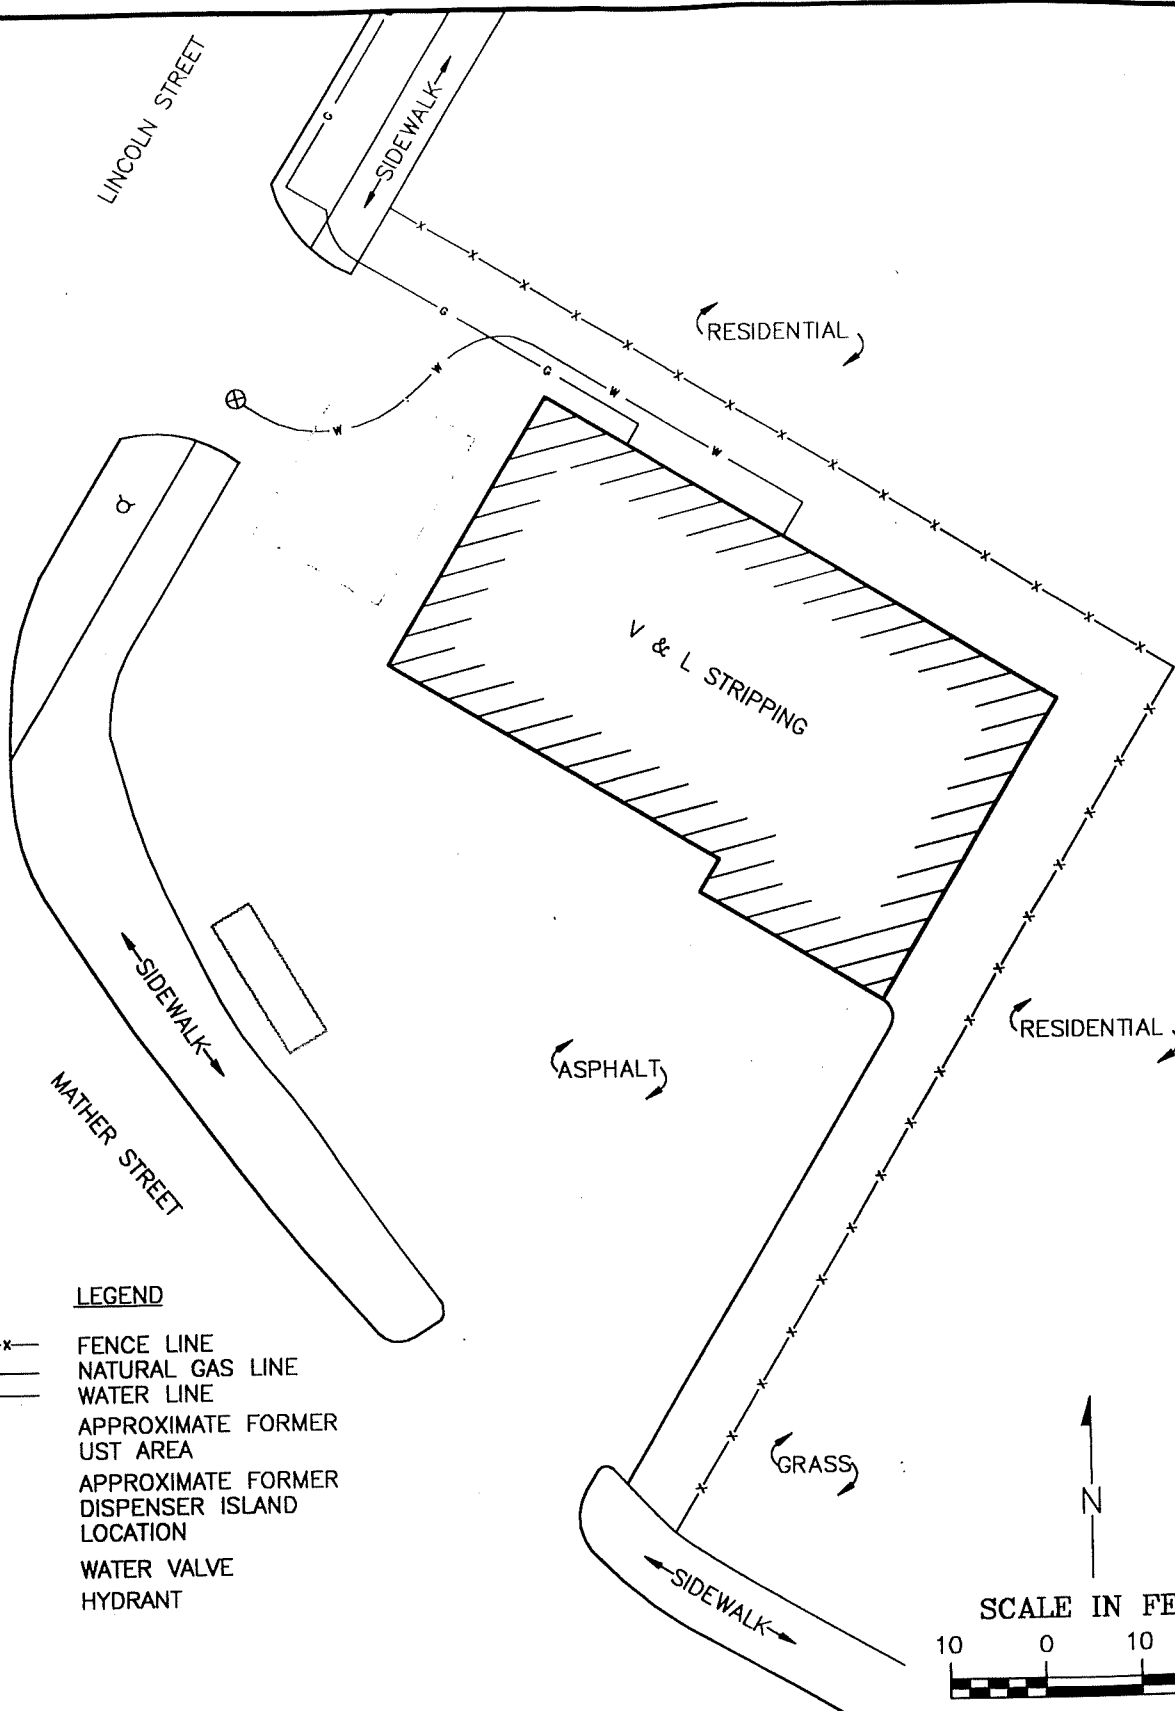 LINCOLN STREET
G
SIDEWALK
X X X X X X X X X X X X X X X
G
RESIDENTIAL
W
G
W
W
W
V & L STRIPPING
X X X X X X X X X X X X X X X X
SIDEWALK
RESIDENTIAL
ASPHALT
MATHER STREET
LEGEND
X FENCE LINE
NATURAL GAS LINE
WATER LINE
APPROXIMATE FORMER
UST AREA
APPROXIMATE FORMER
DISPENSER ISLAND
LOCATION
WATER VALVE
HYDRANT
GRASS
N
SIDEWALK
SCALE IN FE
10 0 10